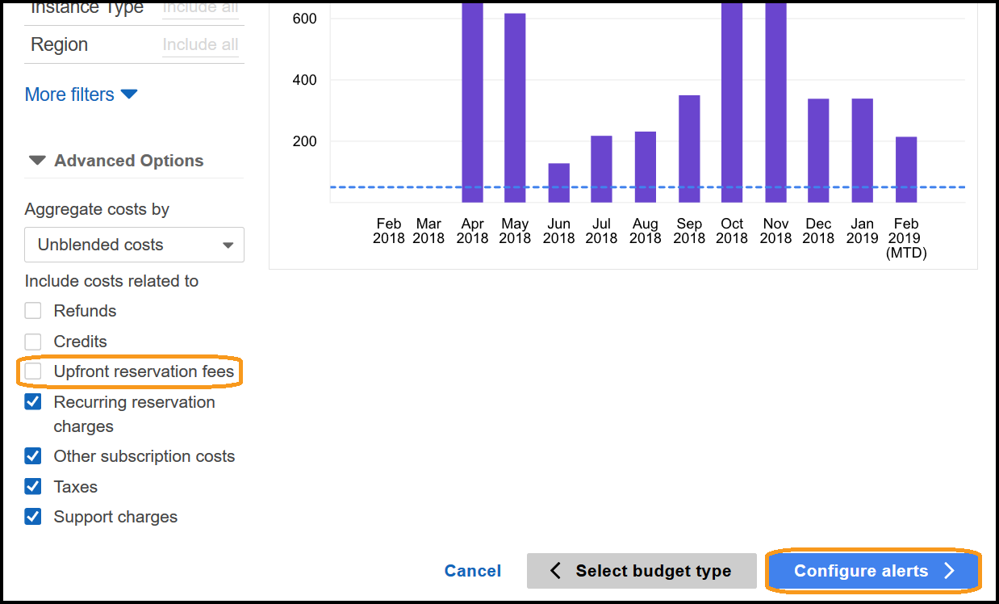 Instance Type Include all
Region Include all
More filters
Advanced Options
Aggregate costs by
Unblended costs
Include costs related to
Refunds
Credits
Upfront reservation fees
Recurring reservation
charges
Other subscription costs
Taxes
Support charges
600
400
200
Feb Mar Apr May Jun Jul Aug Sep Oct Nov Dec Jan Feb
2018 2018 2018 2018 2018 2018 2018 2018 2018 2018 2018 2019 2019
(MTD)
Cancel
Select budget type
Configure alerts